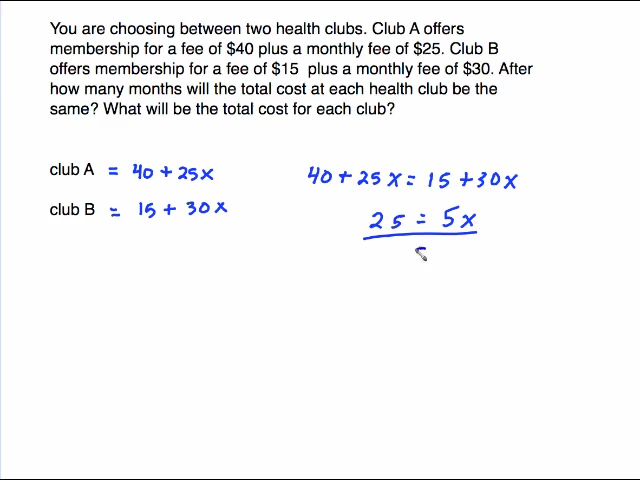 You are choosing between two health clubs. Club A offers
membership for a fee of $40 plus a monthly fee of $25. Club B
offers membership for a fee of $15  plus a monthly fee of $30. After
how many months will the total cost at each health club be the
same? What will be the total cost for each club?
club A = 40 + 25x
club B = 15 + 30x
40 + 25x = 15 + 30x
25 = 5x